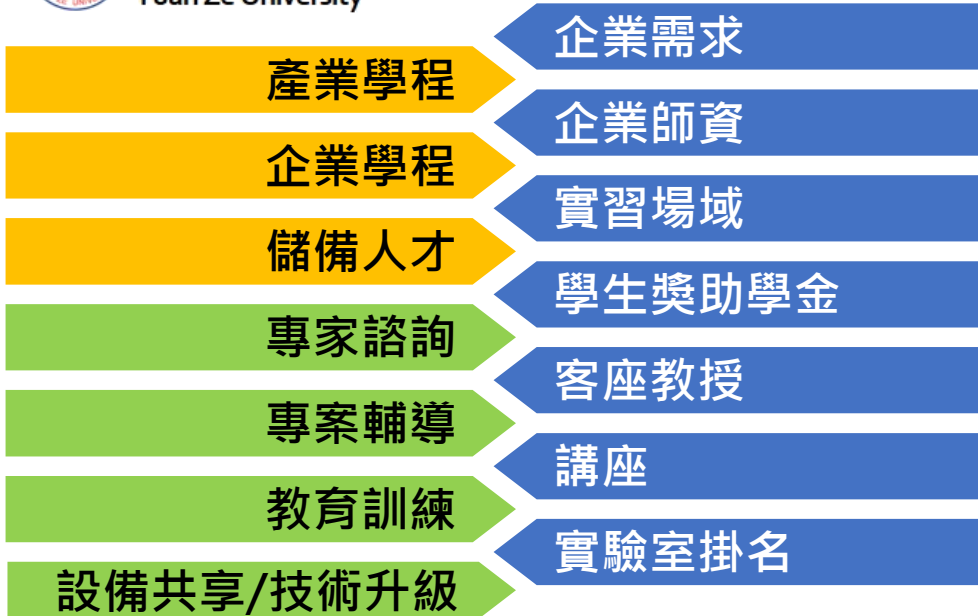 Yuan Ze University
企業需求
產業學程
企業師資
企業學程
實習場域
儲備人才
學生獎助學金
專家諮詢
客座教授
專案輔導
講座
教育訓練
實驗室掛名
設備共享/技術升級